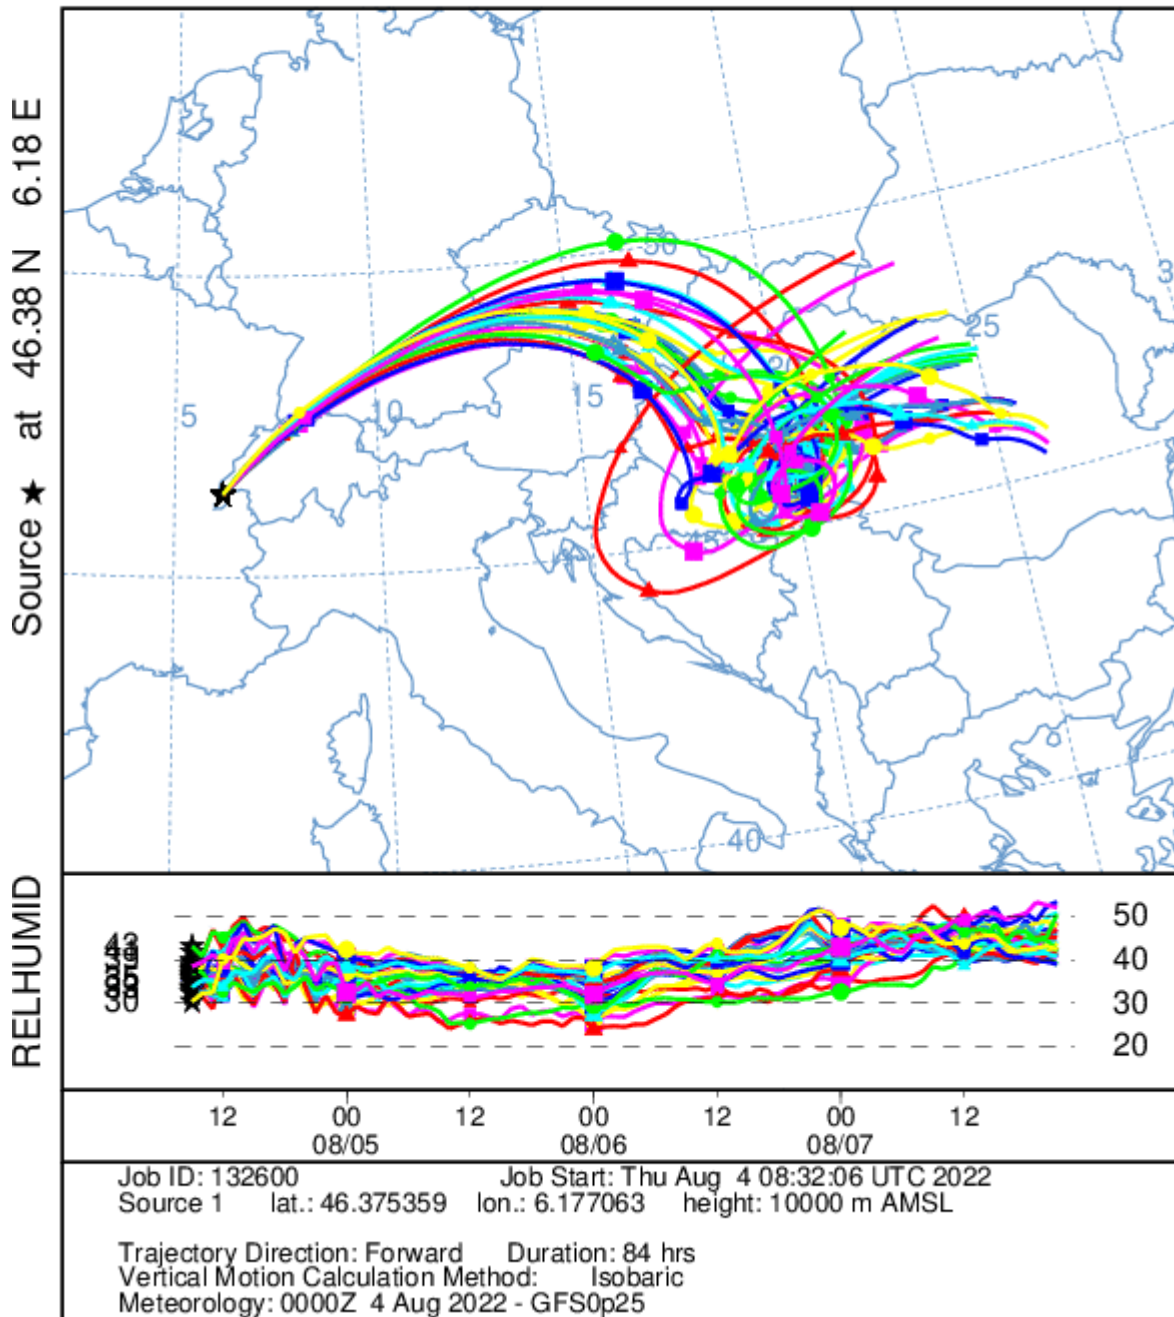 Source ★ at 46.38 N 6.18 E
50
25
5
10
15
45
40
RELHUMID
50
40
30
20
30
12 00 12 00 12 00 12
08/05 08/06 08/07
Job ID: 132600 Job Start: Thu Aug 4 08:32:06 UTC 2022
Source 1 lat.: 46.375359 lon.: 6.177063 height: 10000 m AMSL
Trajectory Direction: Forward Duration: 84 hrs
Vertical Motion Calculation Method: Isobaric
Meteorology: 0000Z 4 Aug 2022 - GFS0p25